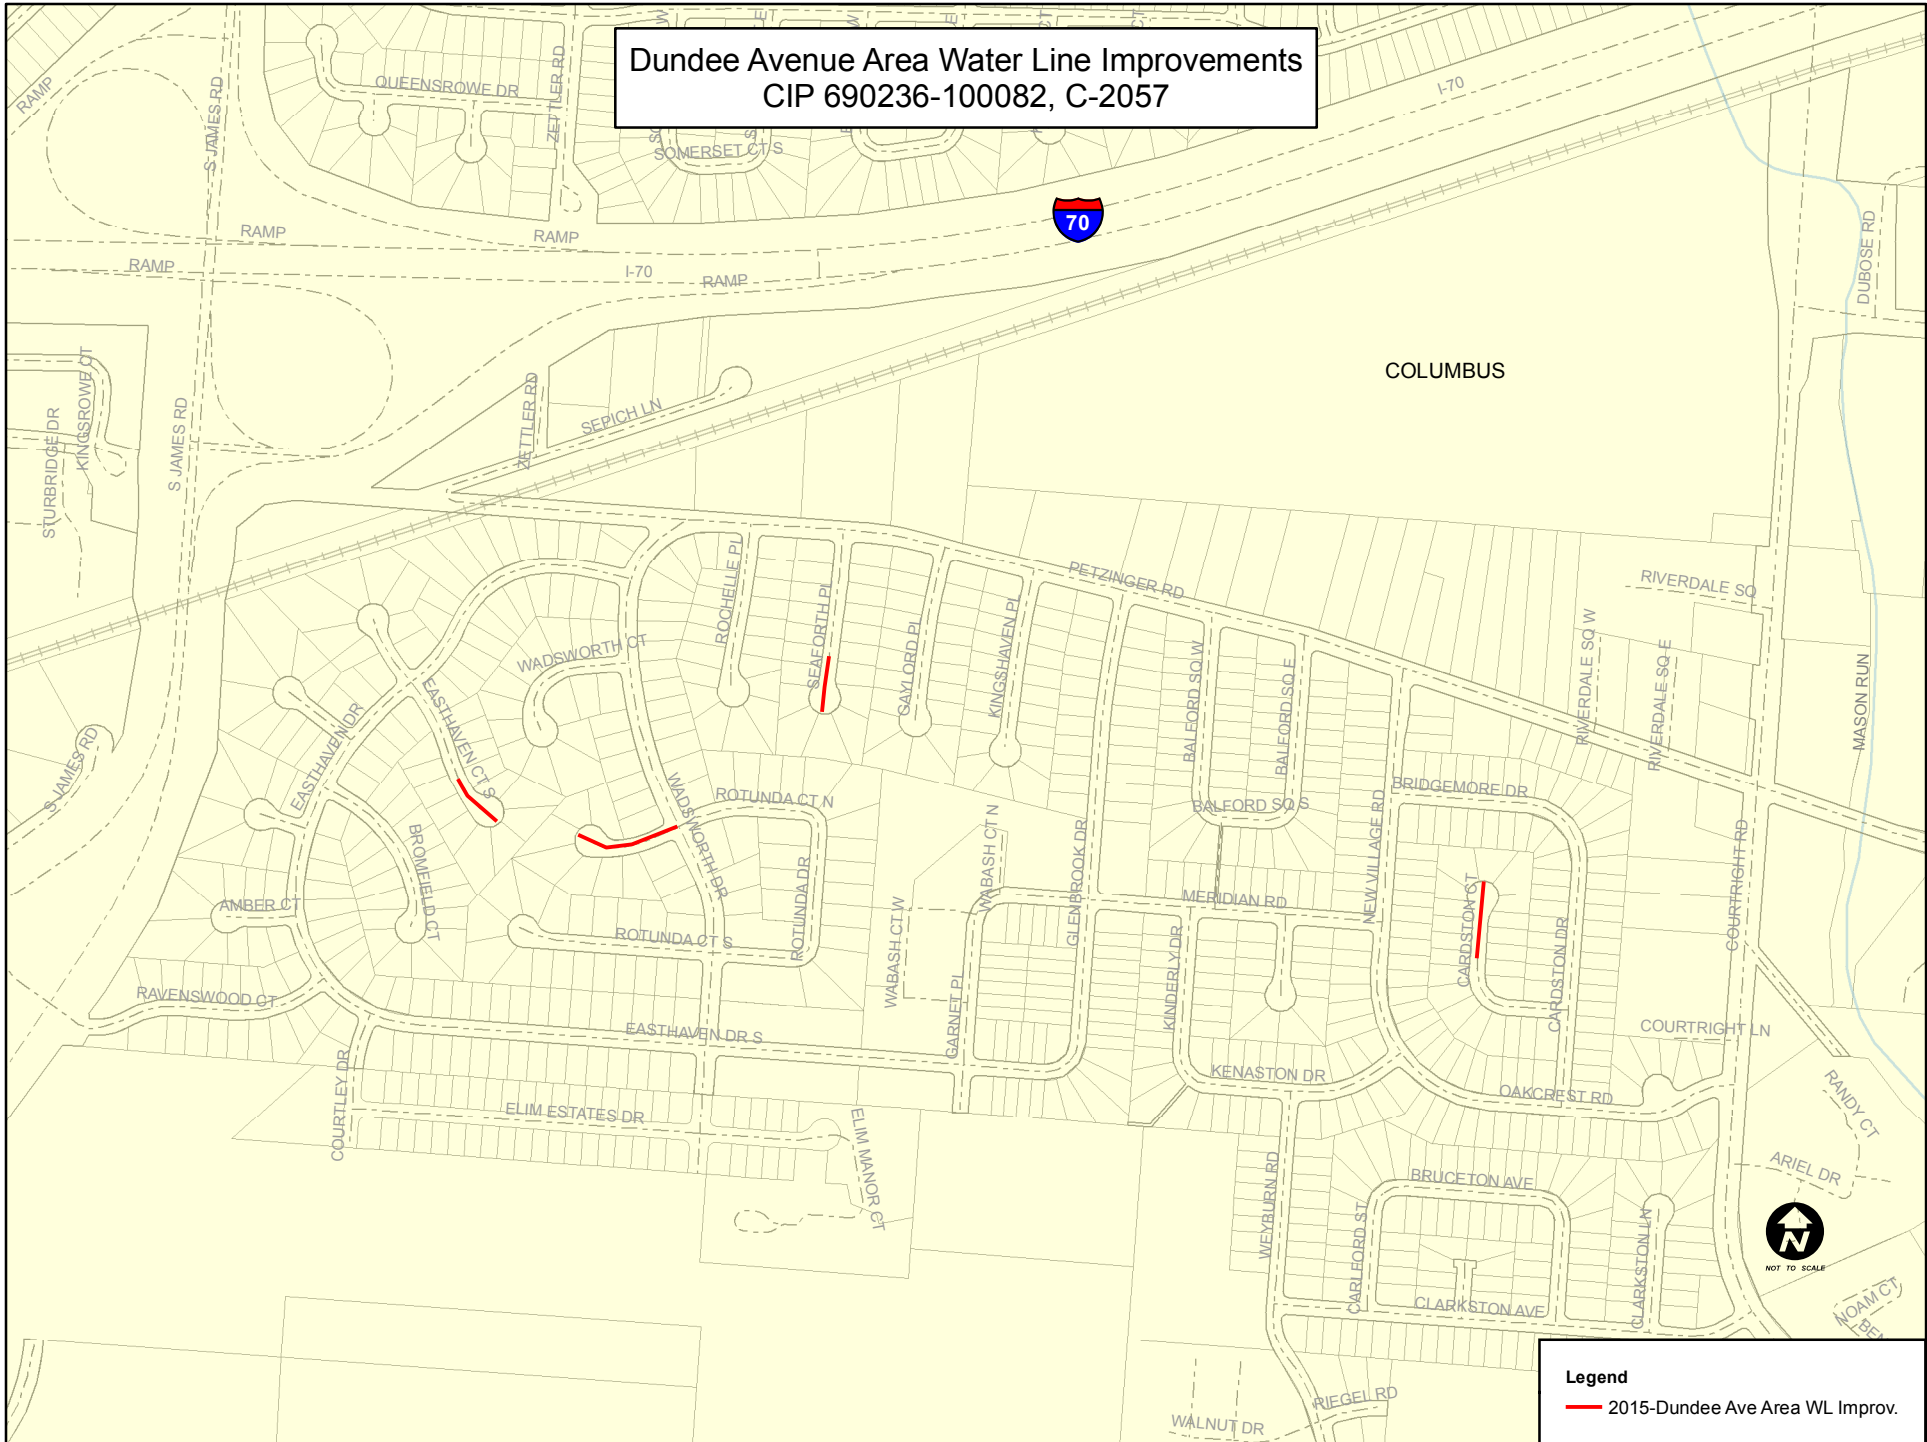 Dundee Avenue Area Water Line Improvements
CIP 690236-100082, C-2057
RAMP
S JAMES RD
QUEENSROWE DR
ZETTLER RD
SOMERSET CT S
I-70
70
RAMP
RAMP
RAMP
I-70
RAMP
DUBOSE RD
COLUMBUS
KINGSROWE CT
STURBRIDGE DR
S JAMES RD
ZETTLER RD
SEPICH LN
PETZINGER RD
RIVERDALE SQ
ROCHELLE PL
SEAFORTH PL
GAYLORD PL
KINGSHAVEN PL
WADSWORTH CT
BALFORD SQ W
BALFORD SQ E
RIVERDALE SQ W
RIVERDALE SQ E
MASON RUN
EASTHAVEN DR
EASTHAVEN CT S
S JAMES RD
WADSWORTH DR
ROTUNDA CT N
BALFORD SQ S
BRIDGEMORE DR
BROMFIELD CT
ROTUNDA DR
WABASH CT N
GLENBROOK DR
NEW VILLAGE RD
COURTRIGHT RD
AMBER CT
MERIDIAN RD
CARDSTON CT
CARDSTON DR
ROTUNDA CT S
WABASH CT W
KINDERLY DR
RAVENSWOOD CT
EASTHAVEN DR S
GARNET PL
COURTRIGHT LN
COURTLEY DR
KENASTON DR
OAKCREST RD
RANDY CT
ELIM ESTATES DR
ELIM MANOR CT
WEYBURN RD
BRUCETON AVE
ARIEL DR
CARLFORD ST
CLARKSTON LN
CLARKSTON AVE
N
NOT TO SCALE
NOAM CT
RIEGEL RD
WALNUT DR
Legend
2015-Dundee Ave Area WL Improv.